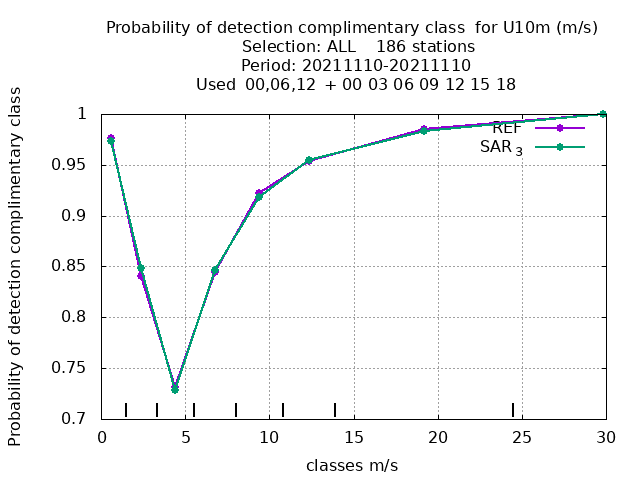 Probability of detection complimentary class  for U10m (m/s)
Selection: ALL    186 stations
Period: 20211110-20211110
Used  00,06,12  + 00 03 06 09 12 15 18
Probability of detection complimentary class
1
0.95
0.9
0.85
0.8
0.75
0.7
REF
SAR 3
0 5 10 15 20 25 30
classes m/s